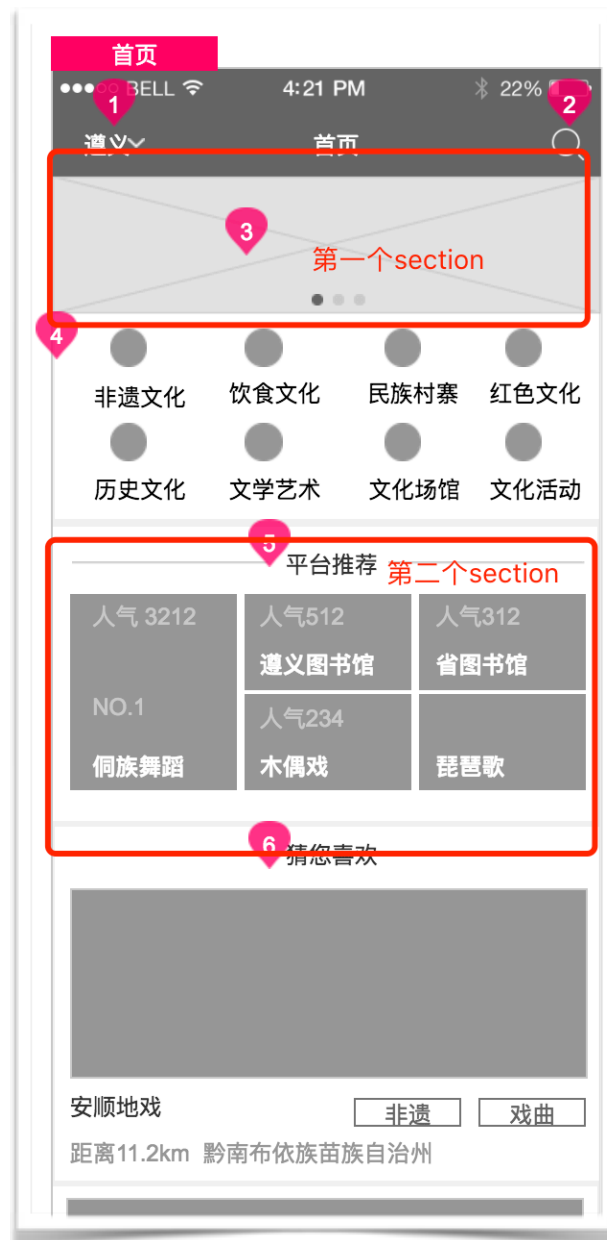 首页
BELL 4:21 PM 22%
1 2
遵义 首页
3
第一个section
4
非遗文化 饮食文化 民族村寨 红色文化
历史文化 文学艺术 文化场馆 文化活动
5
平台推荐 第二个section
人气 3212 人气512 人气312
遵义图书馆 省图书馆
NO.1 人气234
侗族舞蹈 木偶戏 琵琶歌
6
猜您喜欢
安顺地戏 非遗 戏曲
距离11.2km 黔南布依族苗族自治州